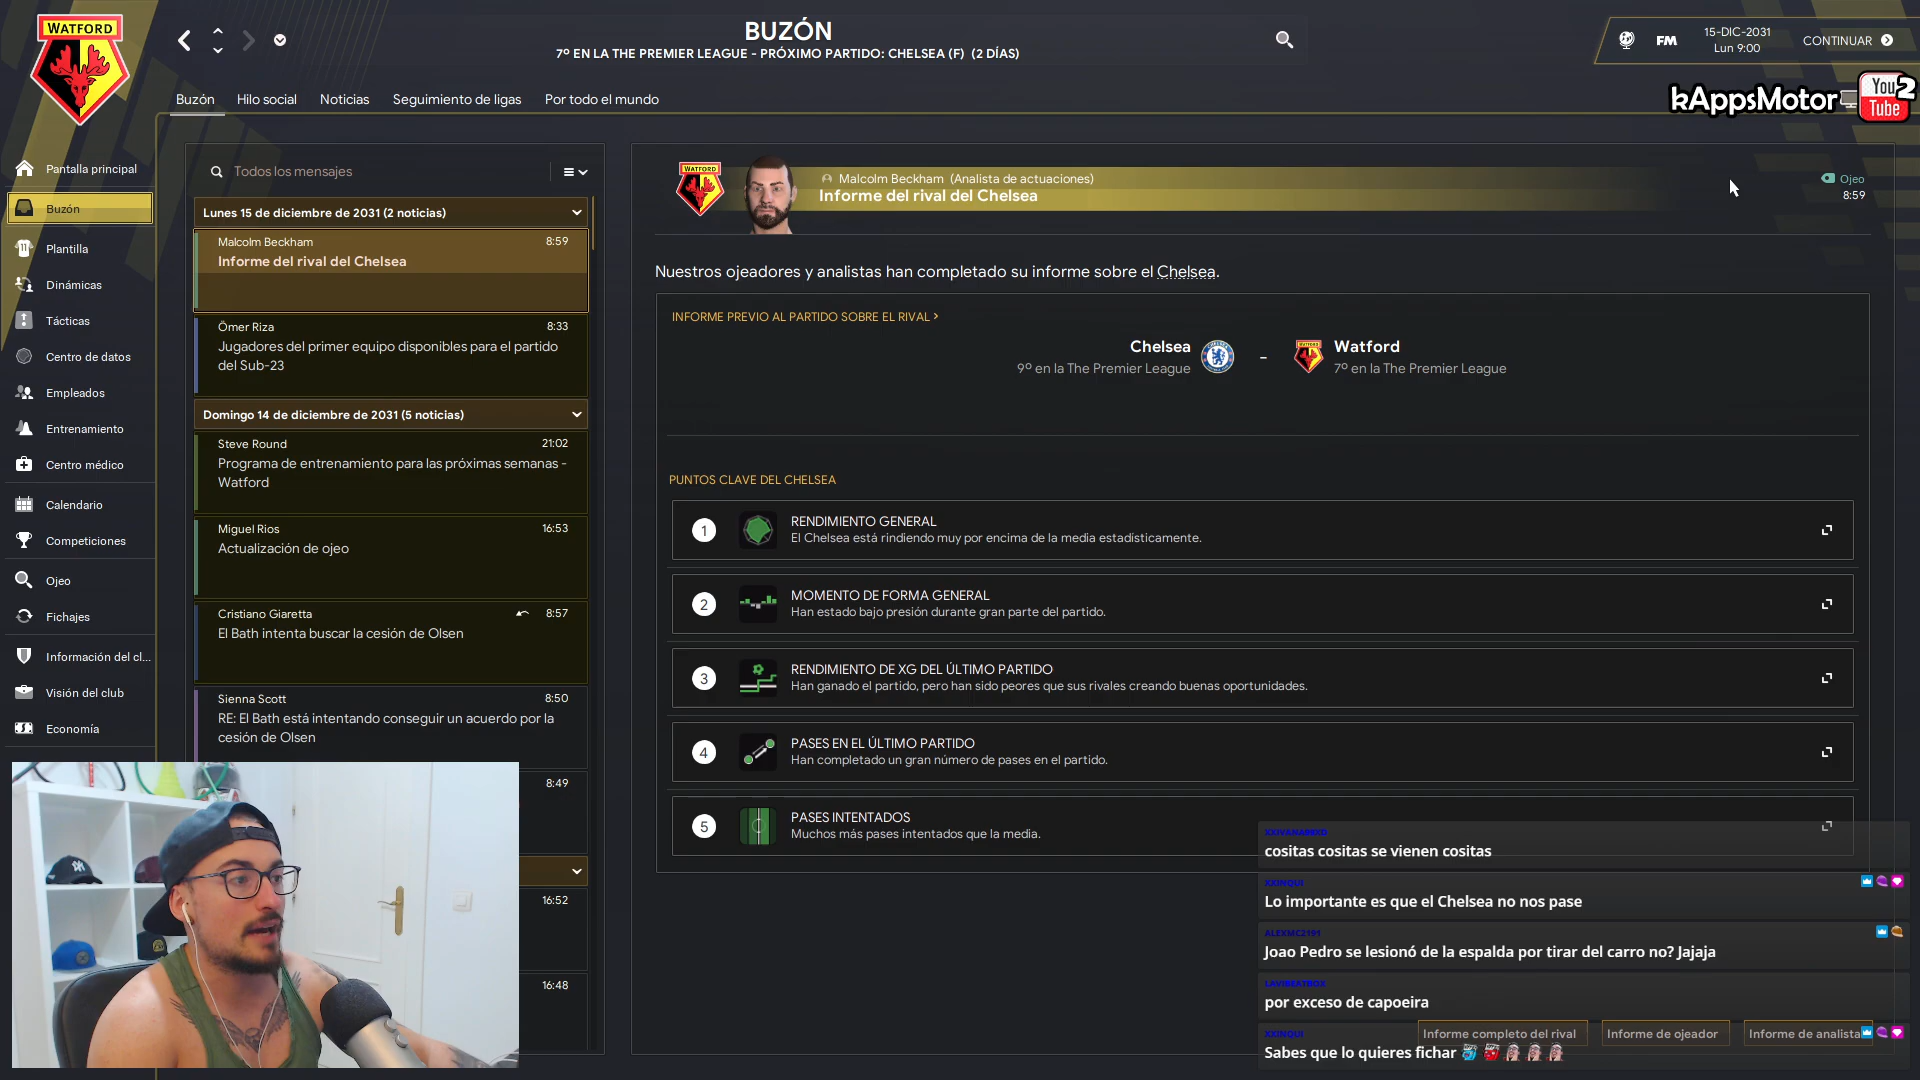 WATFORD
BUZÓN
7º EN LA THE PREMIER LEAGUE - PRÓXIMO PARTIDO: CHELSEA (F) (2 DÍAS)
FM
15-DIC-2031
Lun 9:00
CONTINUAR
kAppsMotor
You2
Tube
Buzón
Hilo social
Noticias
Seguimiento de ligas
Por todo el mundo
Pantalla principal
Buzón
Plantilla
Dinámicas
Tácticas
Centro de datos
Empleados
Entrenamiento
Centro médico
Calendario
Competiciones
Ojeo
Fichajes
Información del cl...
Visión del club
Economía
Todos los mensajes
Lunes 15 de diciembre de 2031 (2 noticias)
Malcolm Beckham 8:59
Informe del rival del Chelsea
Ömer Riza 8:33
Jugadores del primer equipo disponibles para el partido
del Sub-23
Domingo 14 de diciembre de 2031 (5 noticias)
Steve Round 21:02
Programa de entrenamiento para las próximas semanas -
Watford
Miguel Rios 16:53
Actualización de ojeo
Cristiano Giaretta 8:57
El Bath intenta buscar la cesión de Olsen
Sienna Scott 8:50
RE: El Bath está intentando conseguir un acuerdo por la
cesión de Olsen
8:49
16:52
16:48
WATFORD
Malcolm Beckham (Analista de actuaciones)
Informe del rival del Chelsea
Ojeo
8:59
Nuestros ojeadores y analistas han completado su informe sobre el Chelsea.
INFORME PREVIO AL PARTIDO SOBRE EL RIVAL >
Chelsea
9º en la The Premier League
-
Watford
7º en la The Premier League
PUNTOS CLAVE DEL CHELSEA
1
RENDIMIENTO GENERAL
El Chelsea está rindiendo muy por encima de la media estadísticamente.
2
MOMENTO DE FORMA GENERAL
Han estado bajo presión durante gran parte del partido.
3
RENDIMIENTO DE XG DEL ÚLTIMO PARTIDO
Han ganado el partido, pero han sido peores que sus rivales creando buenas oportunidades.
4
PASES EN EL ÚLTIMO PARTIDO
Han completado un gran número de pases en el partido.
5
PASES INTENTADOS
Muchos más pases intentados que la media.
cositas cositas se vienen cositas
XXINQUI
Lo importante es que el Chelsea no nos pase
ALEXMC2191
Joao Pedro se lesionó de la espalda por tirar del carro no? Jajaja
LAVIBEATBOX
por exceso de capoeira
XXINQUI
Sabes que lo quieres fichar
Informe completo del rival
Informe de ojeador
Informe de analista